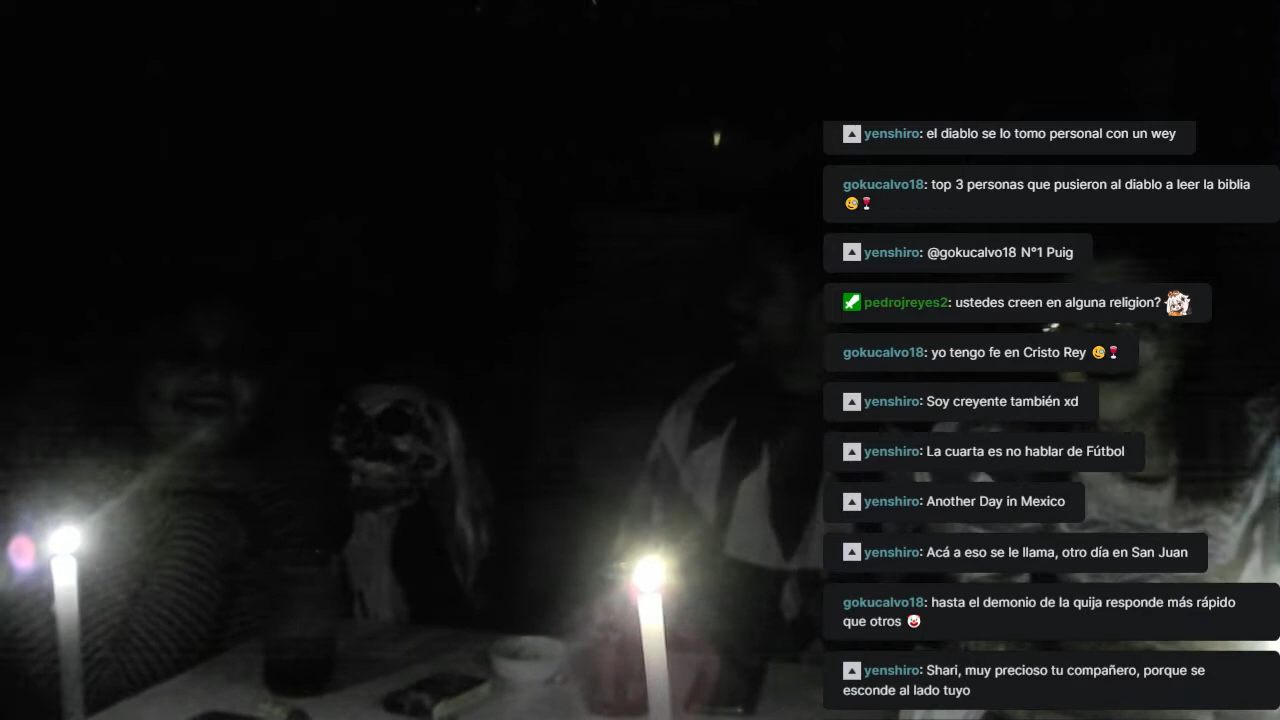 yenshiro: el diablo se lo tomo personal con un wey
gokucalvo18: top 3 personas que pusieron al diablo a leer la biblia
yenshiro: @gokucalvo18 N°1 Puig
pedrojreyes2: ustedes creen en alguna religion?
gokucalvo18: yo tengo fe en Cristo Rey
yenshiro: Soy creyente también xd
yenshiro: La cuarta es no hablar de Fútbol
yenshiro: Another Day in Mexico
yenshiro: Acá a eso se le llama, otro día en San Juan
gokucalvo18: hasta el demonio de la quija responde más rápido
que otros
yenshiro: Shari, muy precioso tu compañero, porque se
esconde al lado tuyo